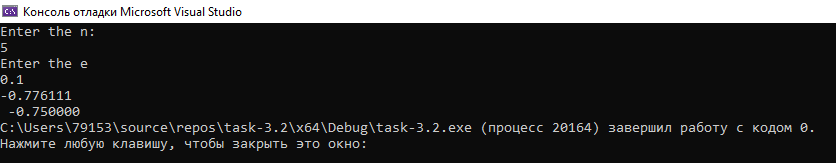 Консоль отладки Microsoft Visual Studio
Enter the n:
5
Enter the e
0.1
-0.776111
 -0.750000
C:\Users\79153\source\repos\task-3.2\x64\Debug\task-3.2.exe (процесс 20164) завершил работу с кодом 0.
Нажмите любую клавишу, чтобы закрыть это окно: